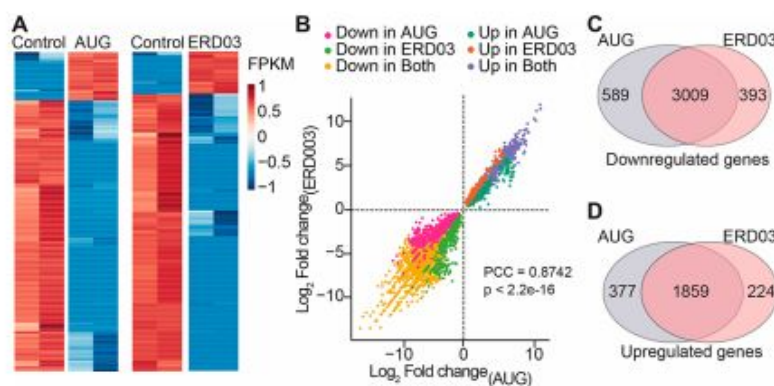 A
Control AUG Control ERD03
FPKM
1
0.5
0
−0.5
−1
B
Down in AUG
Down in ERD03
Down in Both
Up in AUG
Up in ERD03
Up in Both
Log2 Fold change(ERD003)
10
5
0
−5
−10
PCC = 0.8742
p < 2.2e-16
−10 0 10
Log2 Fold change(AUG)
C
AUG ERD03
589 3009 393
Downregulated genes
D
AUG ERD03
377 1859 224
Upregulated genes